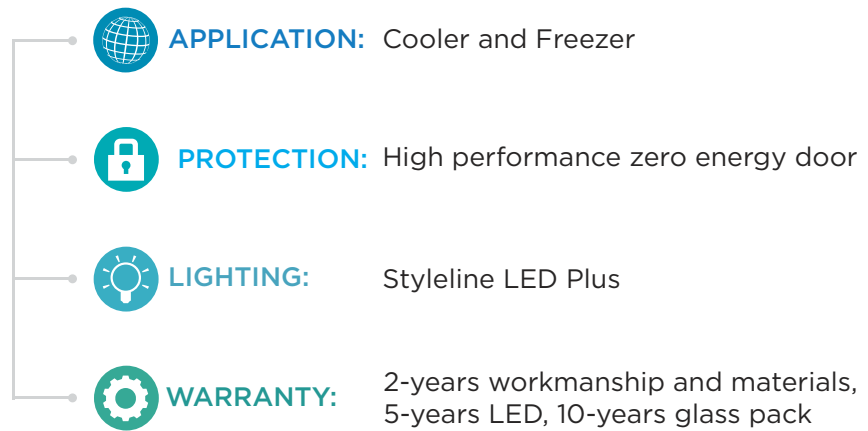 APPLICATION: Cooler and Freezer
PROTECTION: High performance zero energy door
LIGHTING: Styleline LED Plus
WARRANTY: 2-years workmanship and materials,
5-years LED, 10-years glass pack